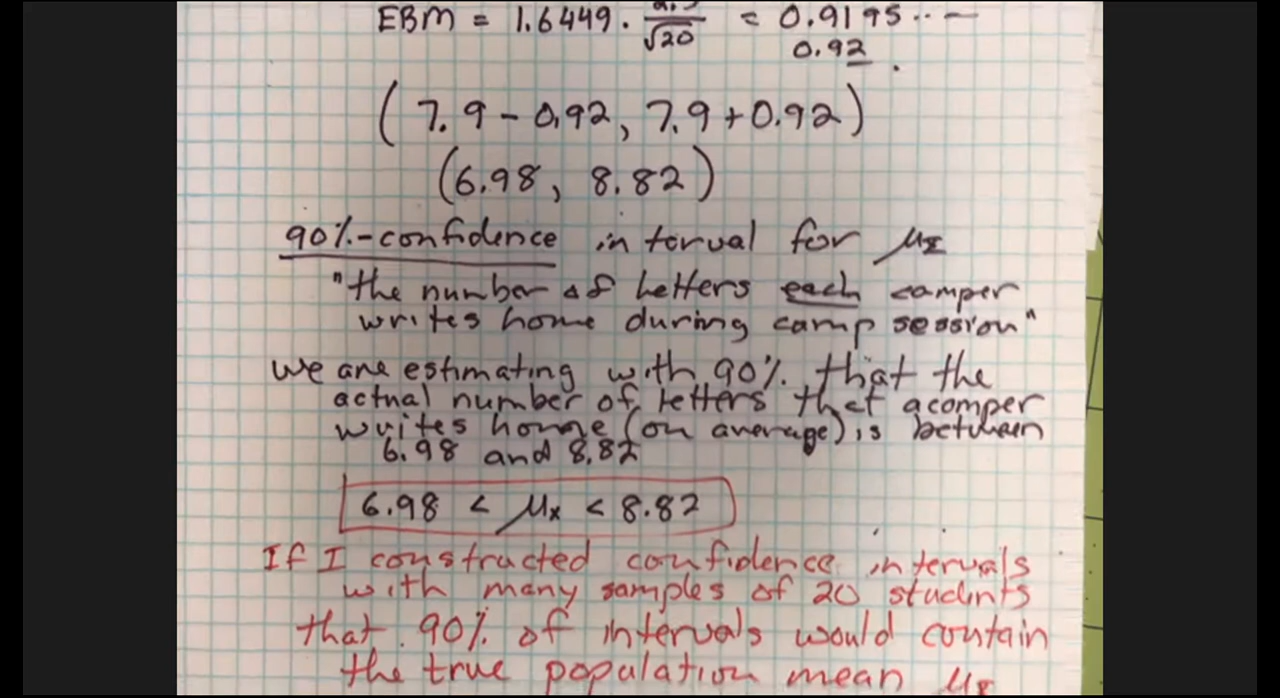 EBM = 1.6449 · /√20 = 0.9195...
0.92
(7.9 - 0.92, 7.9 + 0.92)
(6.98, 8.82)
90%-confidence interval for μ
"the number of letters each camper
writes home during camp session"
we are estimating with 90% that the
actual number of letters that a camper
writes home (on average) is between
6.98 and 8.82
6.98 < μx < 8.82
If I constructed confidence intervals
with many samples of 20 students
that 90% of intervals would contain
the true population mean μ